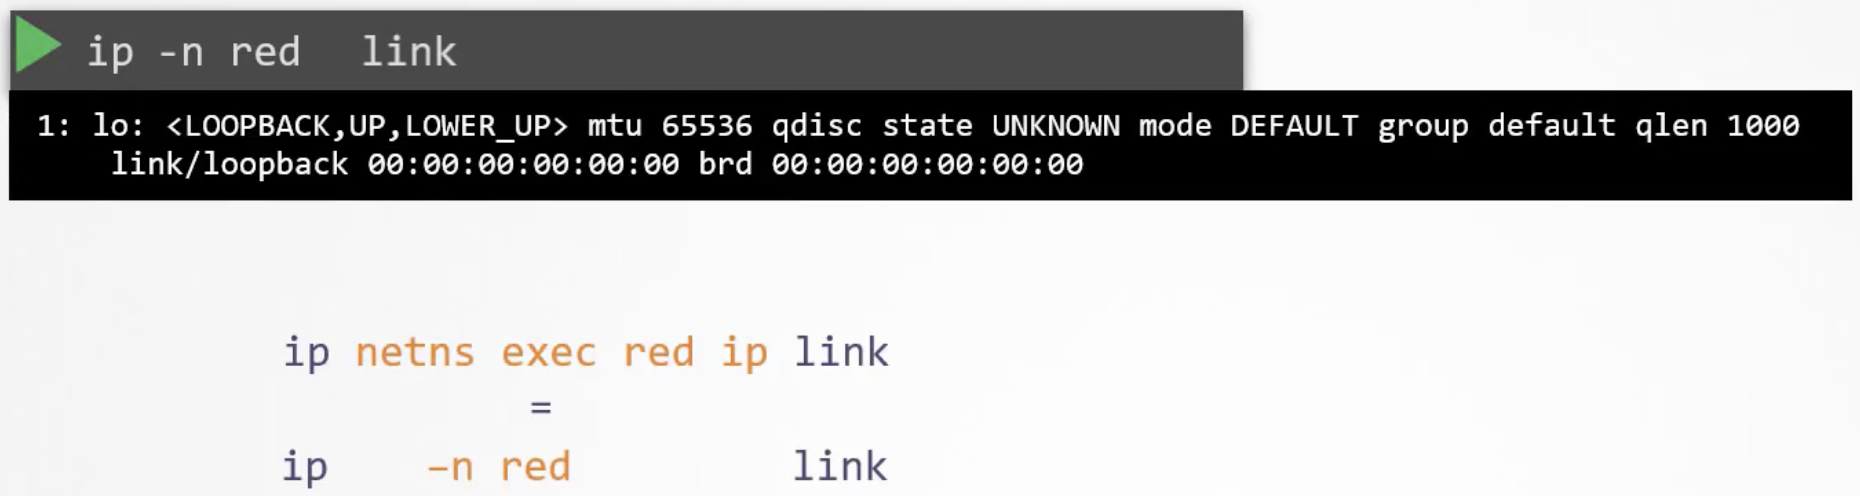 ip -n red link
1: lo: <LOOPBACK,UP,LOWER_UP> mtu 65536 qdisc state UNKNOWN mode DEFAULT group default qlen 1000
link/loopback 00:00:00:00:00:00 brd 00:00:00:00:00:00
ip netns exec red ip link
=
ip –n red link